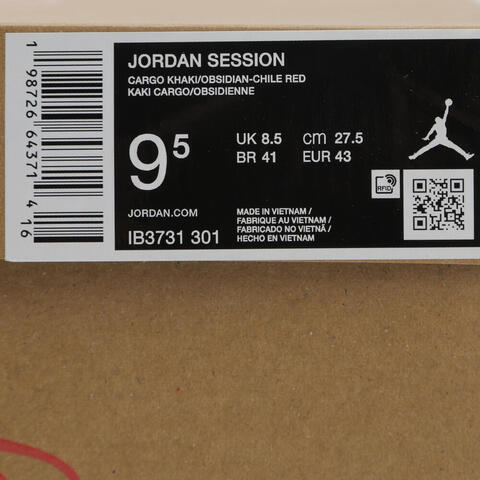 1 98726 64371 4 16
JORDAN SESSION
CARGO KHAKI/OBSIDIAN-CHILE RED
KAKI CARGO/OBSIDIENNE
9⁵
UK 8.5 cm 27.5
BR 41 EUR 43
RFID
JORDAN.COM
IB3731 301
MADE IN VIETNAM /
FABRIQUE AU VIETNAM /
FABRICADO NO VIETNÃ /
HECHO EN VIETNAM